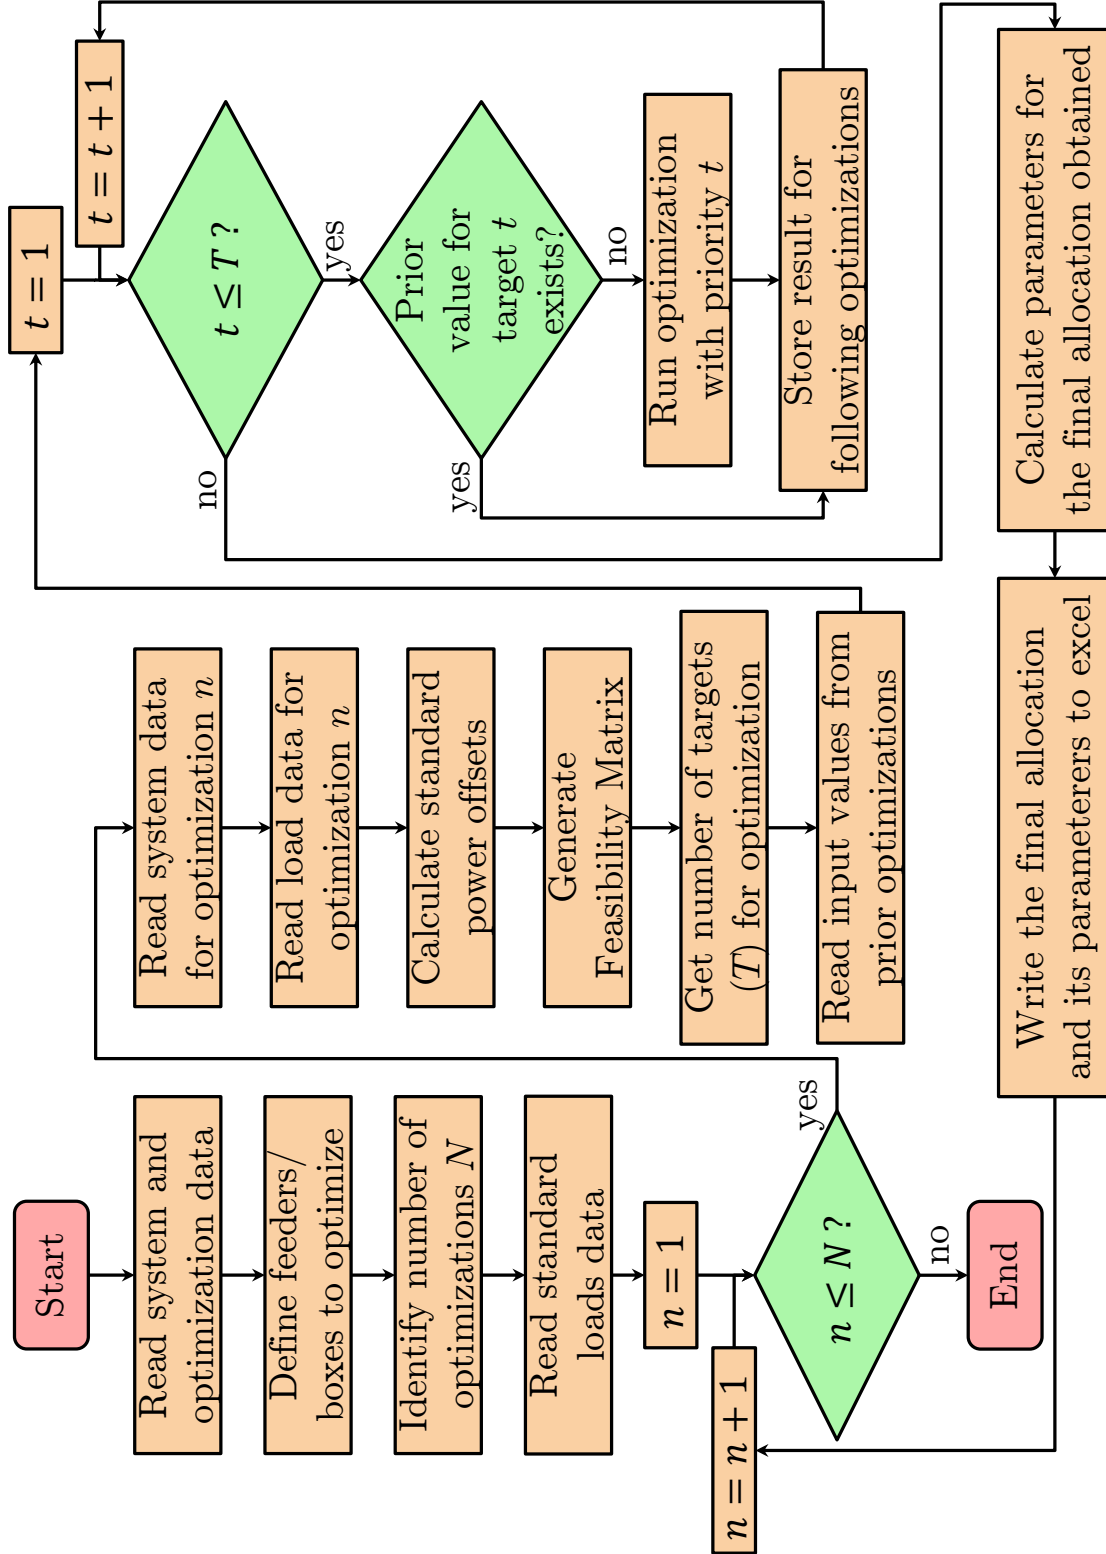 Start
Read system and
optimization data
Define feeders/
boxes to optimize
Identify number of
optimizations N
Read standard
loads data
n = 1
n = n + 1
n ≤ N ?
yes
no
End
Read system data
for optimization n
Read load data for
optimization n
Calculate standard
power offsets
Generate
Feasibility Matrix
Get number of targets
(T) for optimization
Read input values from
prior optimizations
t = 1
t = t + 1
t ≤ T ?
no
yes
Prior
value for
target t
exists?
yes
no
Run optimization
with priority t
Store result for
following optimizations
Calculate parameters for
the final allocation obtained
Write the final allocation
and its parameterers to excel